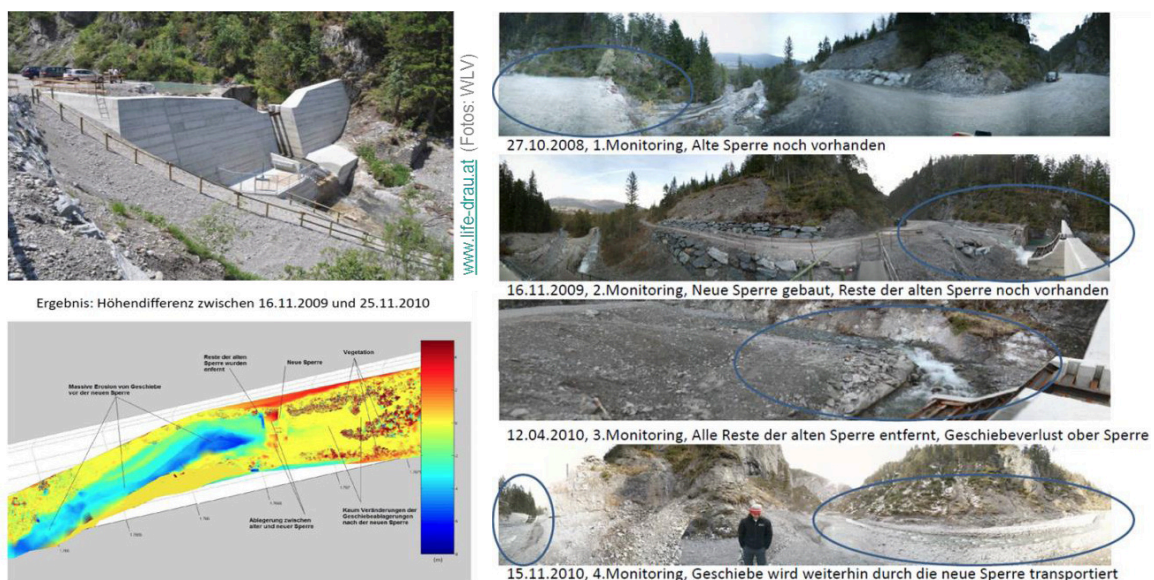 www.life-drau.at (Fotos: WLV)
Ergebnis: Höhendifferenz zwischen 16.11.2009 und 25.11.2010
Massive Erosion von Geschiebe
vor der neuen Sperre
Reste der alten
Sperre wurden
entfernt
Neue Sperre
Vegetation
Ablagerung zwischen
alter und neuer Sperre
Kaum Veränderungen der
Geschiebeablagerungen
nach der neuen Sperre
(m)
27.10.2008, 1.Monitoring, Alte Sperre noch vorhanden
16.11.2009, 2.Monitoring, Neue Sperre gebaut, Reste der alten Sperre noch vorhanden
12.04.2010, 3.Monitoring, Alle Reste der alten Sperre entfernt, Geschiebeverlust ober Sperre
15.11.2010, 4.Monitoring, Geschiebe wird weiterhin durch die neue Sperre transportiert